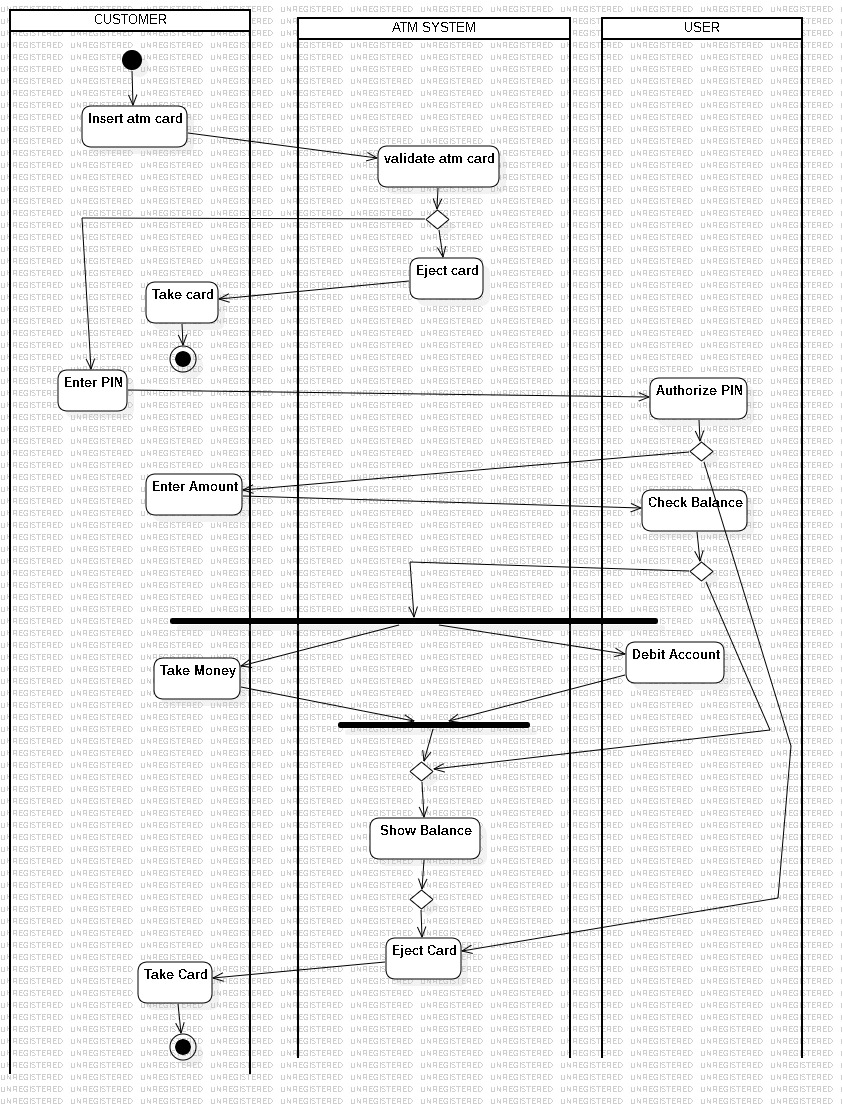 CUSTOMER
ATM SYSTEM
USER
Insert atm card
validate atm card
Eject card
Take card
Enter PIN
Authorize PIN
Enter Amount
Check Balance
Take Money
Debit Account
Show Balance
Eject Card
Take Card
UNREGISTERED